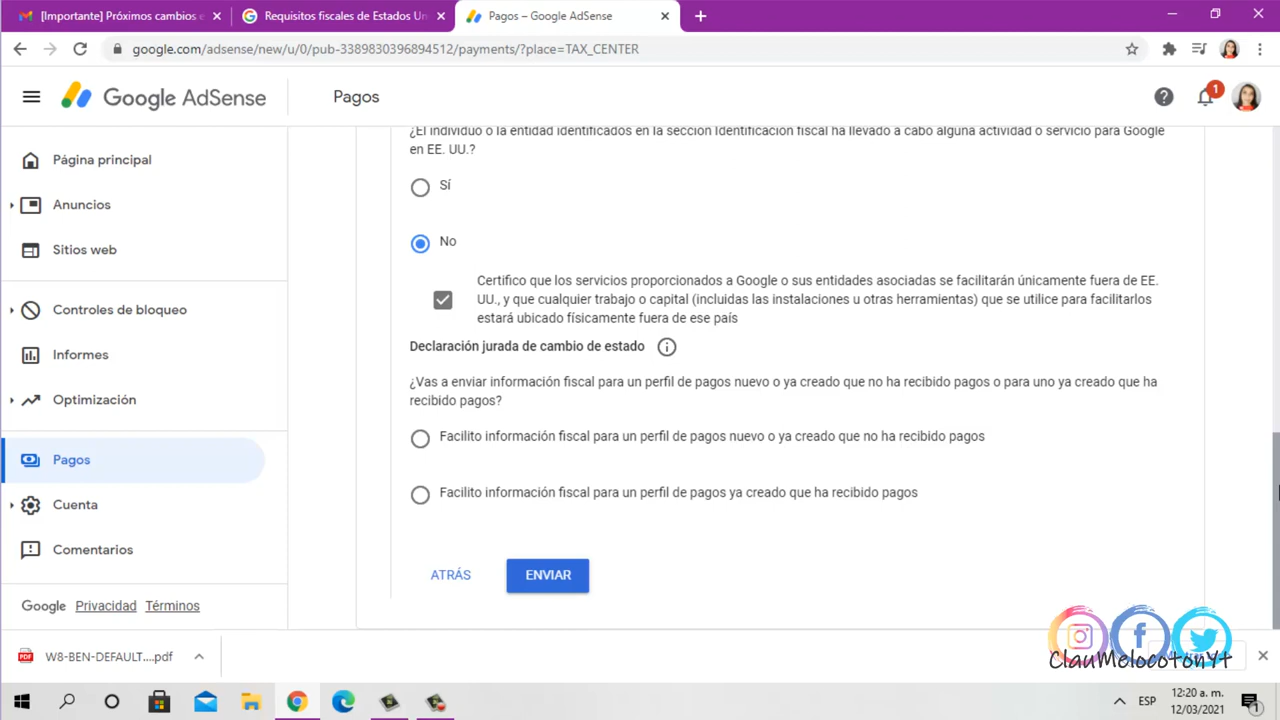 [Importante] Próximos cambios e
Requisitos fiscales de Estados Un
Pagos – Google AdSense
google.com/adsense/new/u/0/pub-3389830396894512/payments/?place=TAX_CENTER
Google AdSense
Pagos
1
Página principal
Anuncios
Sitios web
Controles de bloqueo
Informes
Optimización
Pagos
Cuenta
Comentarios
Google Privacidad Términos
¿El individuo o la entidad identificados en la sección Identificación fiscal ha llevado a cabo alguna actividad o servicio para Google
en EE. UU.?
Sí
No
Certifico que los servicios proporcionados a Google o sus entidades asociadas se facilitarán únicamente fuera de EE.
UU., y que cualquier trabajo o capital (incluidas las instalaciones u otras herramientas) que se utilice para facilitarlos
estará ubicado físicamente fuera de ese país
Declaración jurada de cambio de estado
¿Vas a enviar información fiscal para un perfil de pagos nuevo o ya creado que no ha recibido pagos o para uno ya creado que ha
recibido pagos?
Facilito información fiscal para un perfil de pagos nuevo o ya creado que no ha recibido pagos
Facilito información fiscal para un perfil de pagos ya creado que ha recibido pagos
ATRÁS
ENVIAR
ClauMelocotonYt
W8-BEN-DEFAULT....pdf
ESP
12:20 a. m.
12/03/2021
1